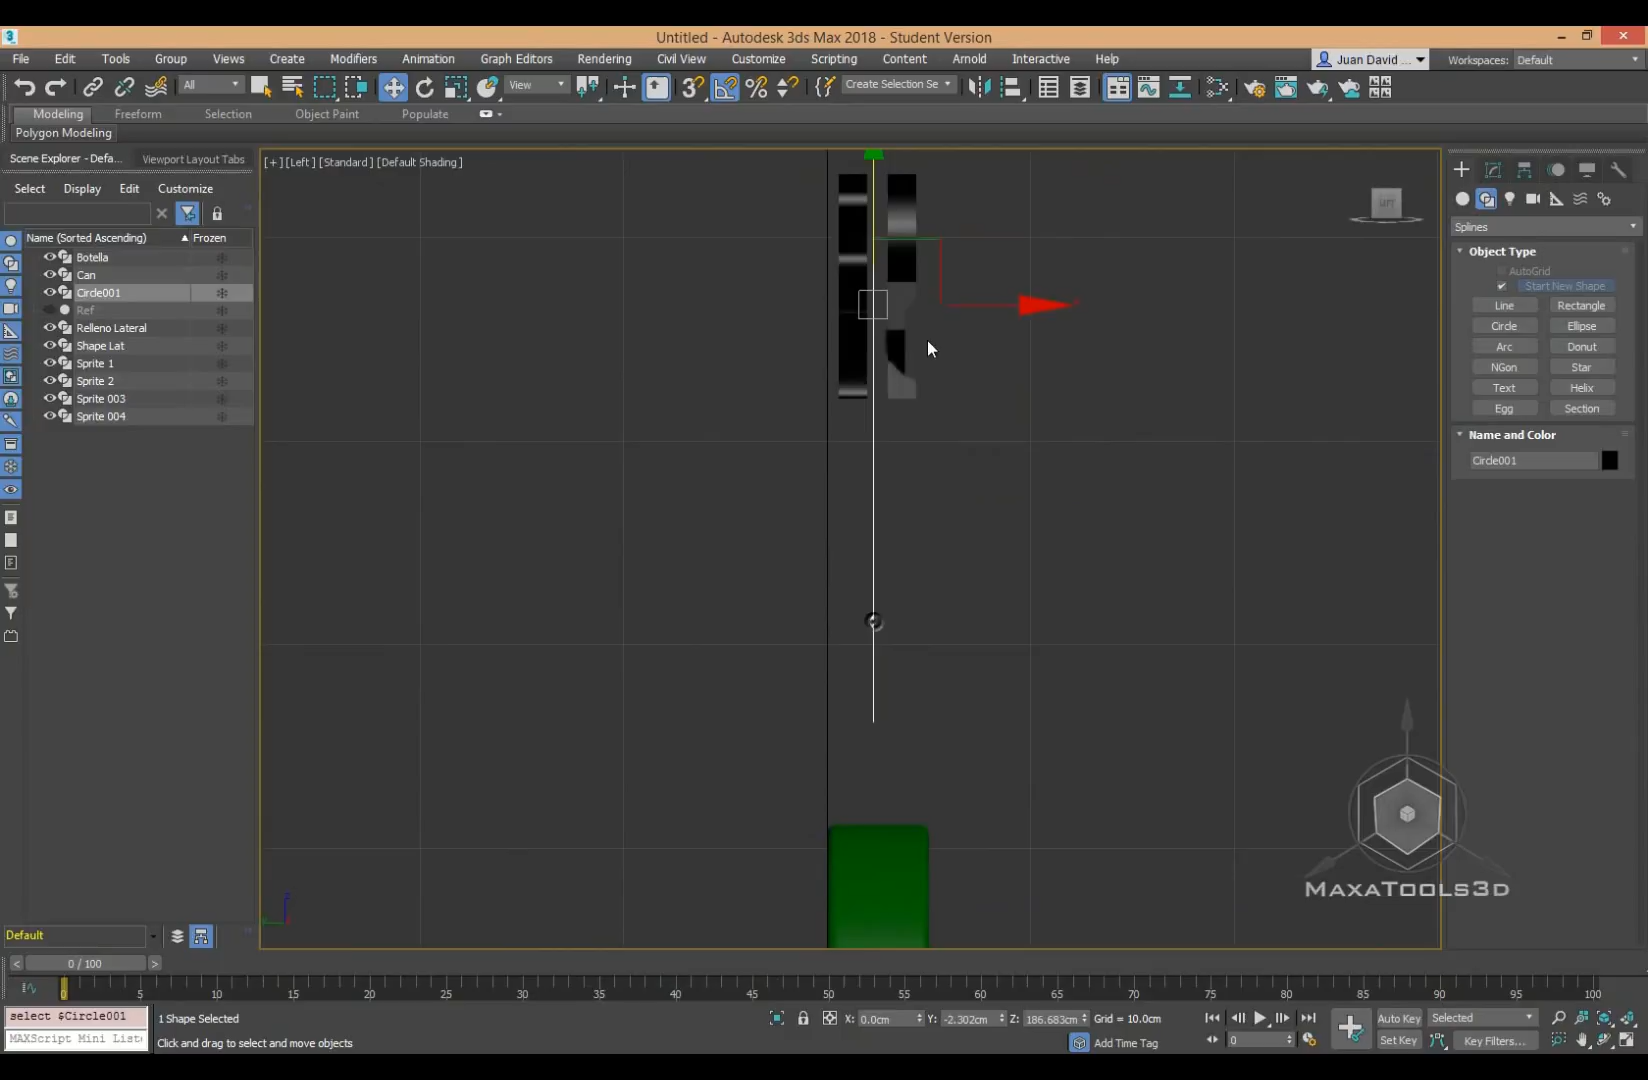 Untitled - Autodesk 3ds Max 2018 - Student Version
File Edit Tools Group Views Create Modifiers Animation Graph Editors Rendering Civil View Customize Scripting Content Arnold Interactive Help Juan David ... Workspaces: Default
All View Create Selection Se
Modeling Freeform Selection Object Paint Populate
Polygon Modeling
Scene Explorer - Defa... Viewport Layout Tabs
Select Display Edit Customize
Name (Sorted Ascending) Frozen
Botella
Can
Circle001
Ref
Relleno Lateral
Shape Lat
Sprite 1
Sprite 2
Sprite 003
Sprite 004
Default
[+] [Left] [Standard] [Default Shading]
LEFT
Splines
Object Type
AutoGrid
Start New Shape
Line Rectangle
Circle Ellipse
Arc Donut
NGon Star
Text Helix
Egg Section
Name and Color
Circle001
MaxaTools3D
0 / 100
0 5 10 15 20 25 30 35 40 45 50 55 60 65 70 75 80 85 90 95 100
select $Circle001
MAXScript Mini List
1 Shape Selected
Click and drag to select and move objects
X: 0.0cm Y: -2.302cm Z: 186.683cm Grid = 10.0cm
Add Time Tag
0
Auto Key Selected
Set Key Key Filters...